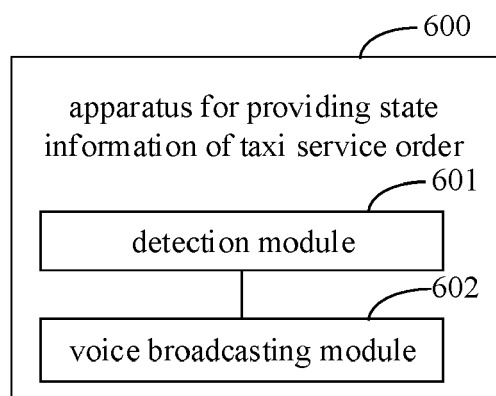 600
apparatus for providing state
information of taxi service order
601
detection module
602
voice broadcasting module